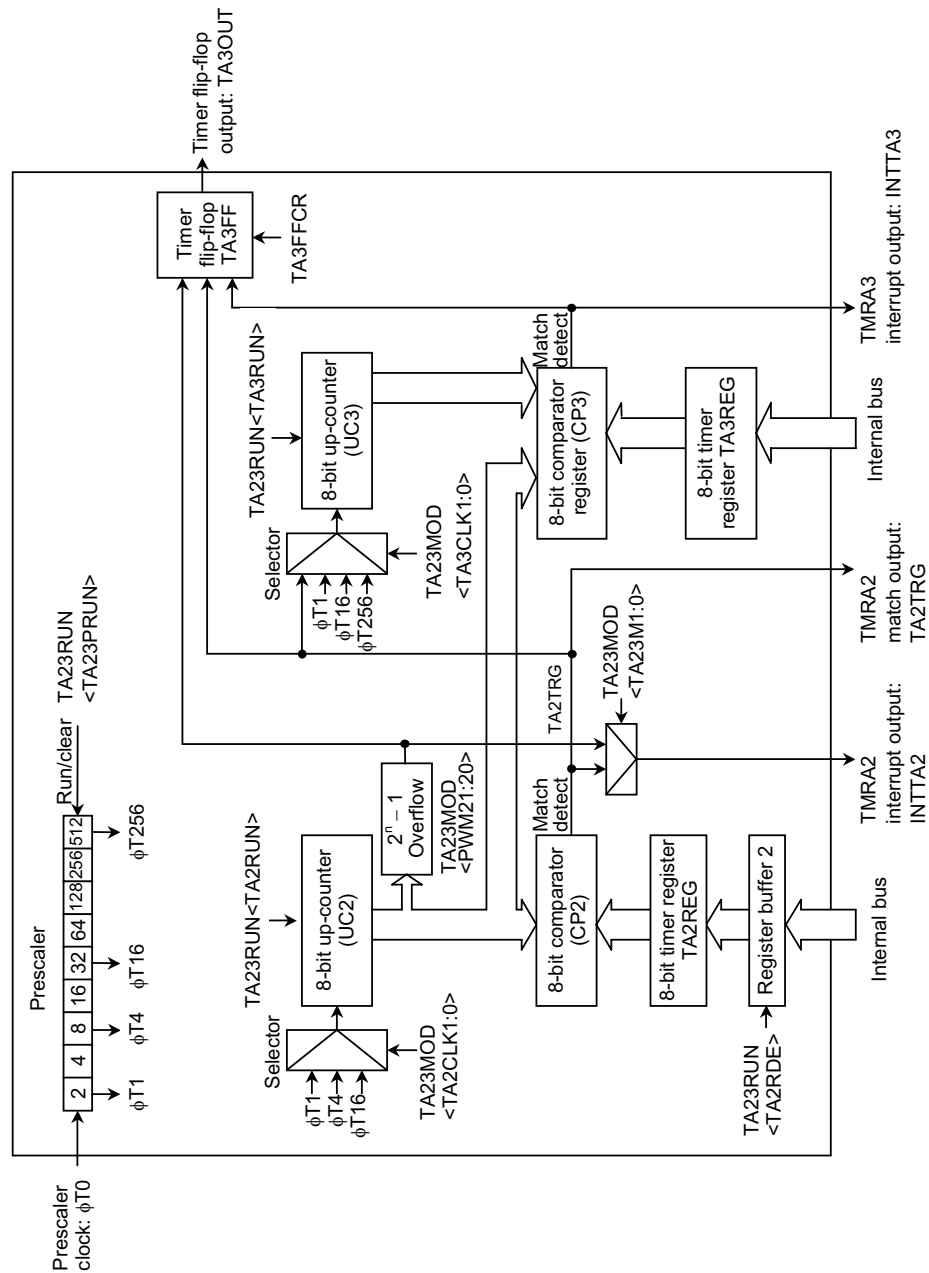 Prescaler
clock: φT0
Prescaler
2 4 8 16 32 64 128 256 512
Run/clear
TA23RUN
<TA23PRUN>
φT1
φT4
φT16
φT256
Selector
φT1
φT4
φT16
TA23MOD
<TA2CLK1:0>
TA23RUN<TA2RUN>
8-bit up-counter
(UC2)
2ⁿ − 1
Overflow
TA23MOD
<PWM21:20>
Selector
φT1
φT16
φT256
TA23MOD
<TA3CLK1:0>
TA23RUN<TA3RUN>
8-bit up-counter
(UC3)
Timer
flip-flop
TA3FF
TA3FFCR
Timer flip-flop
output: TA3OUT
8-bit comparator
(CP2)
Match
detect
TA2TRG
TA23MOD
<TA23M1:0>
8-bit comparator
register (CP3)
Match
detect
8-bit timer register
TA2REG
8-bit timer
register TA3REG
TA23RUN
<TA2RDE>
Register buffer 2
Internal bus
TMRA2
interrupt output:
INTTA2
TMRA2
match output:
TA2TRG
Internal bus
TMRA3
interrupt output: INTTA3